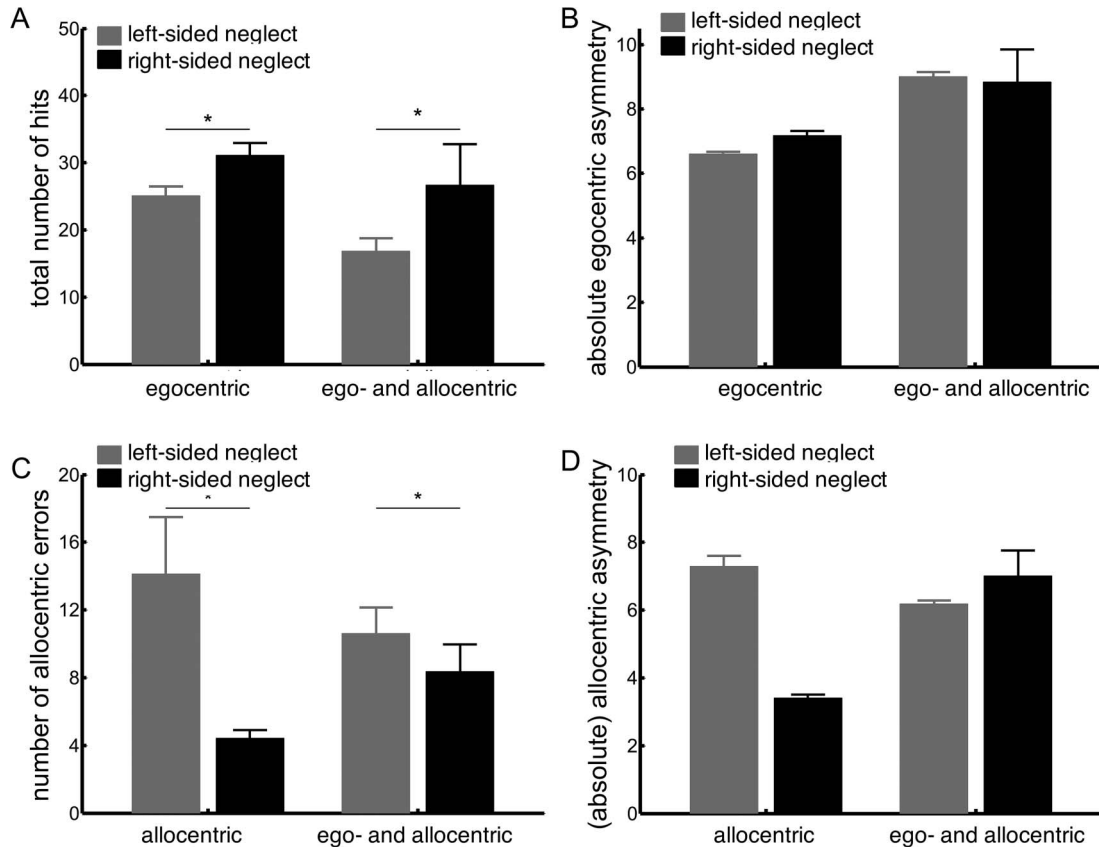 A
left-sided neglect
right-sided neglect
total number of hits
50
40
30
20
10
0
*
*
egocentric
ego- and allocentric
B
left-sided neglect
right-sided neglect
absolute egocentric asymmetry
10
8
6
4
2
0
egocentric
ego- and allocentric
C
left-sided neglect
right-sided neglect
number of allocentric errors
20
16
12
8
4
0
*
*
allocentric
ego- and allocentric
D
left-sided neglect
right-sided neglect
(absolute) allocentric asymmetry
10
8
6
4
2
0
allocentric
ego- and allocentric